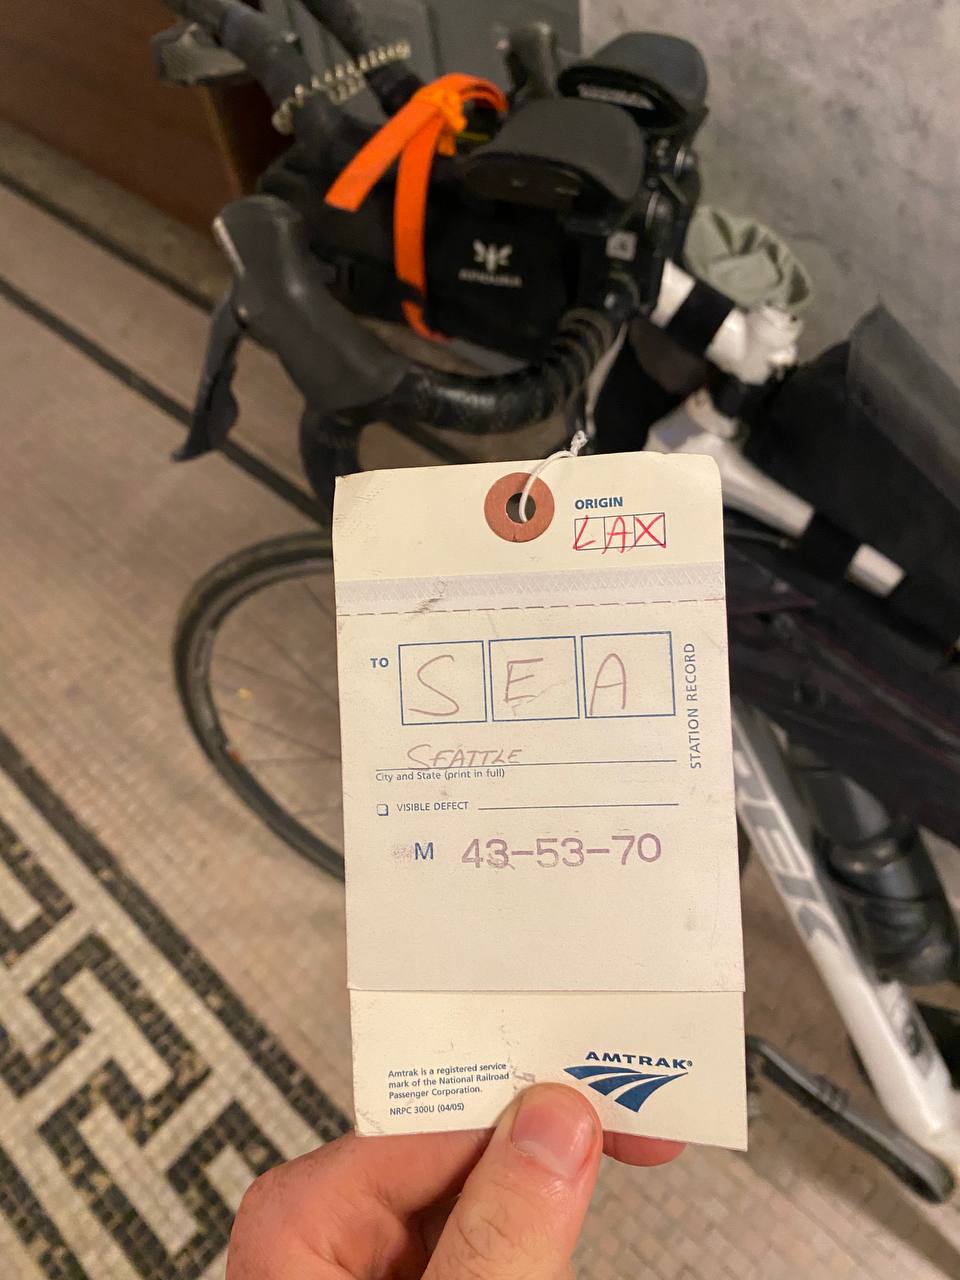 ORIGIN
LAX
TO
SEA
STATION RECORD
SEATTLE
City and State (print in full)
VISIBLE DEFECT
M 43-53-70
AMTRAK®
Amtrak is a registered service
mark of the National Railroad
Passenger Corporation.
NRPC 300U (04/05)